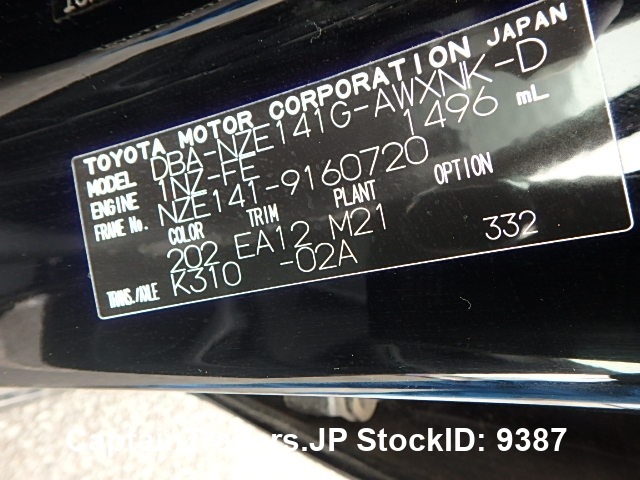 TOYOTA MOTOR CORPORATION JAPAN
MODEL DBA-NZE141G-AWXNK-D
ENGINE 1NZ-FE 1496 mL
FRAME No. NZE141-9160720
COLOR TRIM PLANT OPTION
202 EA12 M21 332
TRANS./AXLE K310 -02A
.JP StockID: 9387